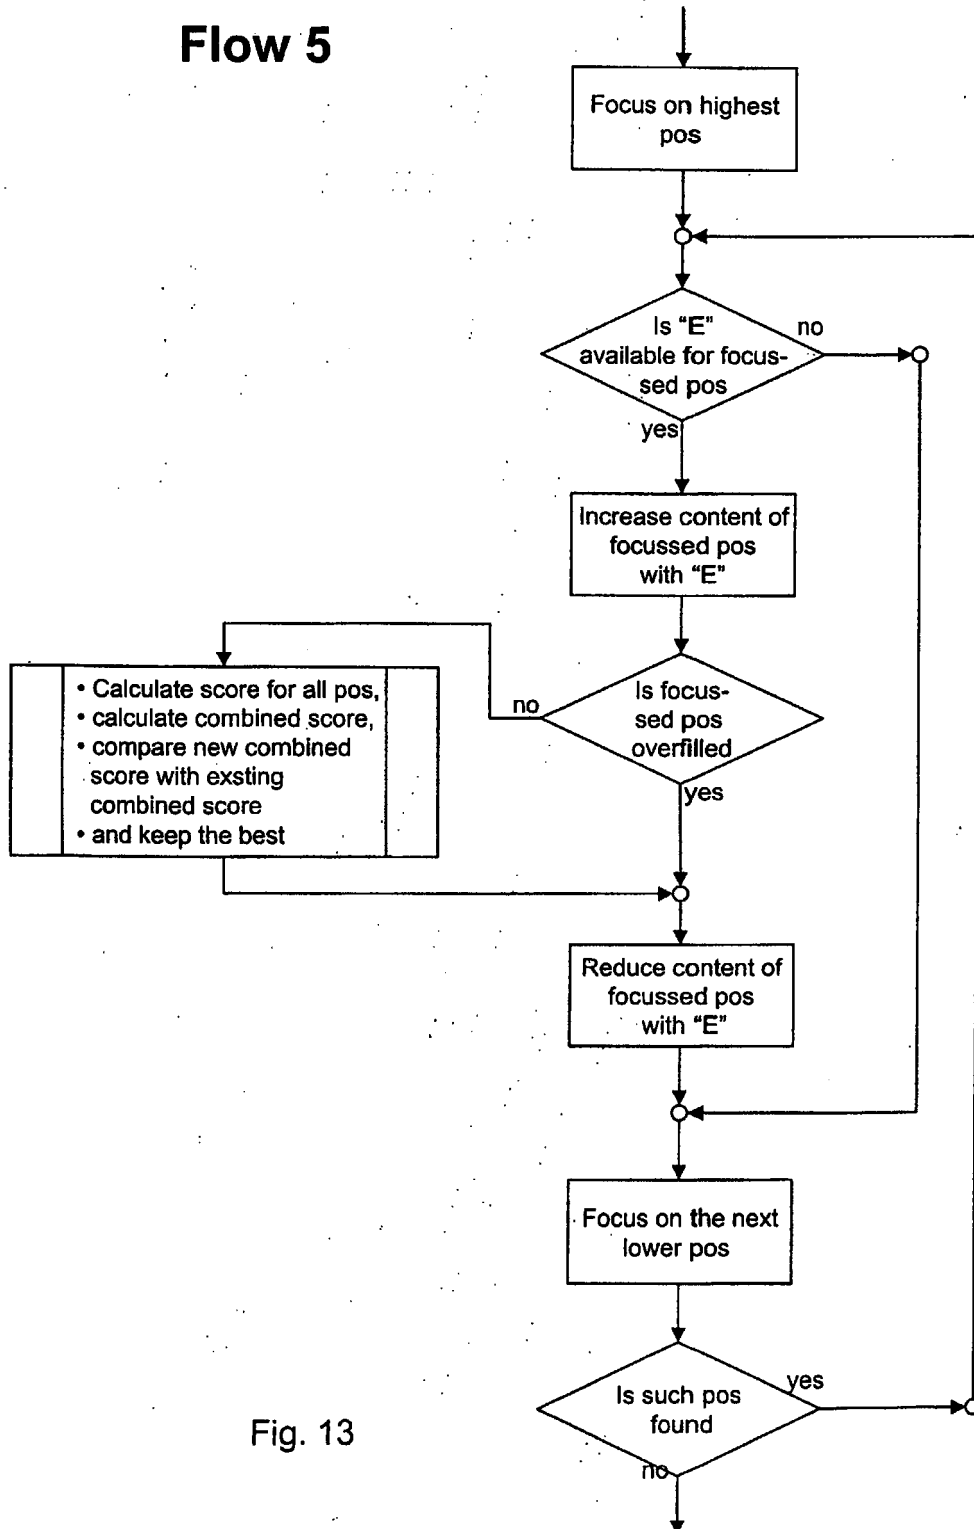 Flow 5
Focus on highest
pos
Is “E”
available for focus-
sed pos
no
yes
Increase content of
focussed pos
with “E”
Is focus-
sed pos
overfilled
no
yes
• Calculate score for all pos,
• calculate combined score,
• compare new combined
score with exsting
combined score
• and keep the best
Reduce content of
focussed pos
with “E”
Focus on the next
lower pos
Is such pos
found
yes
no
Fig. 13